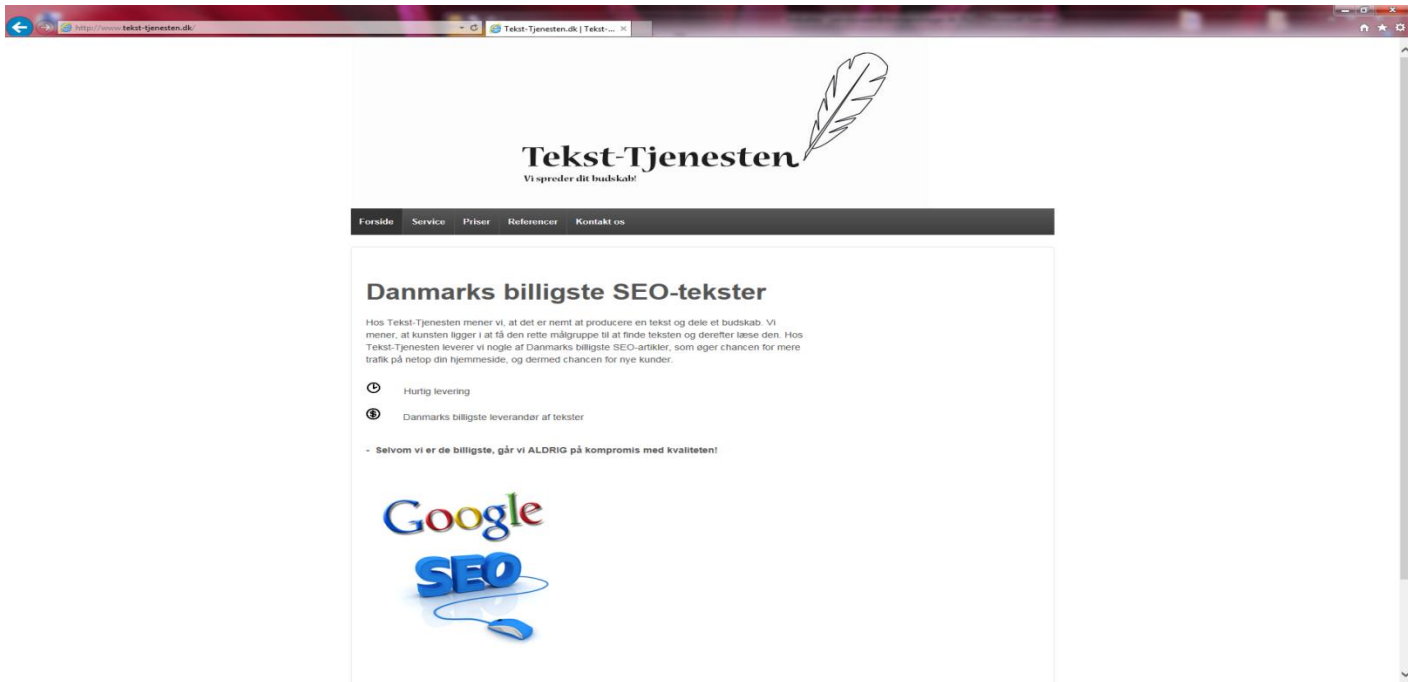 http://www.tekst-tjenesten.dk/
Tekst-Tjenesten.dk | Tekst-...
Tekst-Tjenesten
Vi spreder dit budskab!
Forside Service Priser Referencer Kontakt os
Danmarks billigste SEO-tekster
Hos Tekst-Tjenesten mener vi, at det er nemt at producere en tekst og dele et budskab. Vi
mener, at kunsten ligger i at få den rette målgruppe til at finde teksten og derefter læse den. Hos
Tekst-Tjenesten leverer vi nogle af Danmarks billigste SEO-artikler, som øger chancen for mere
trafik på netop din hjemmeside, og dermed chancen for nye kunder.
Hurtig levering
Danmarks billigste leverandør af tekster
- Selvom vi er de billigste, går vi ALDRIG på kompromis med kvaliteten!
Google
SEO